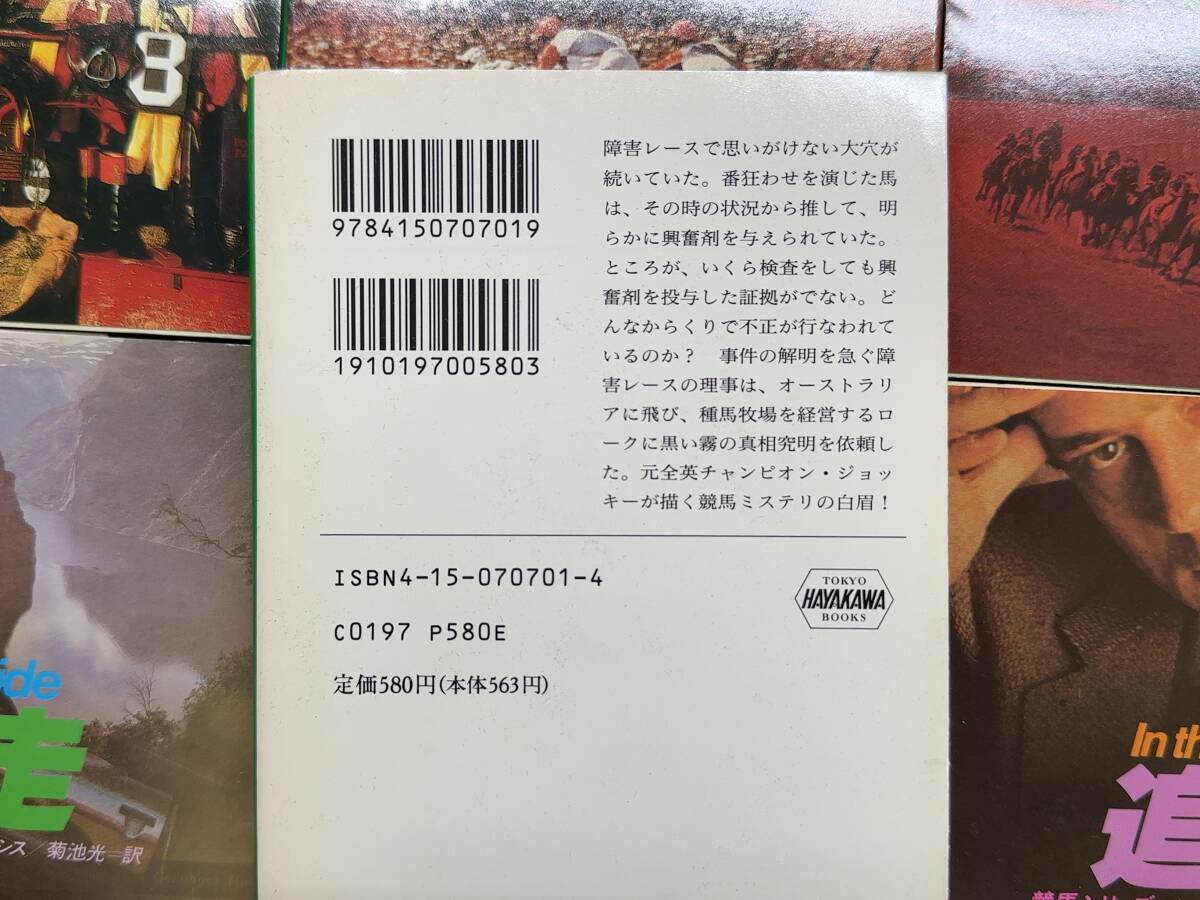 8
9784150707019
1910197005803
障害レースで思いがけない大穴が
続いていた。番狂わせを演じた馬
は、その時の状況から推して、明
らかに興奮剤を与えられていた。
ところが、いくら検査をしても興
奮剤を投与した証拠がでない。ど
んなからくりで不正が行なわれて
いるのか？　事件の解明を急ぐ障
害レースの理事は、オーストラリ
アに飛び、種馬牧場を経営するロ
ークに黒い霧の真相究明を依頼し
た。元全英チャンピオン・ジョッ
キーが描く競馬ミステリの白眉！
ISBN4-15-070701-4
C0197 P580E
定価580円(本体563円)
TOKYO
HAYAKAWA
BOOKS
ide
走
シス／菊池光＝訳
In th
追